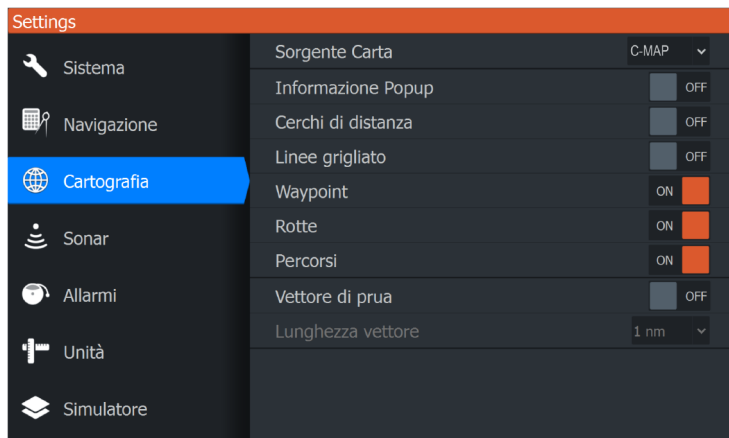 Settings
Sistema
Navigazione
Cartografia
Sonar
Allarmi
Unità
Simulatore
Sorgente Carta C-MAP
Informazione Popup OFF
Cerchi di distanza OFF
Linee grigliato OFF
Waypoint ON
Rotte ON
Percorsi ON
Vettore di prua OFF
Lunghezza vettore 1 nm